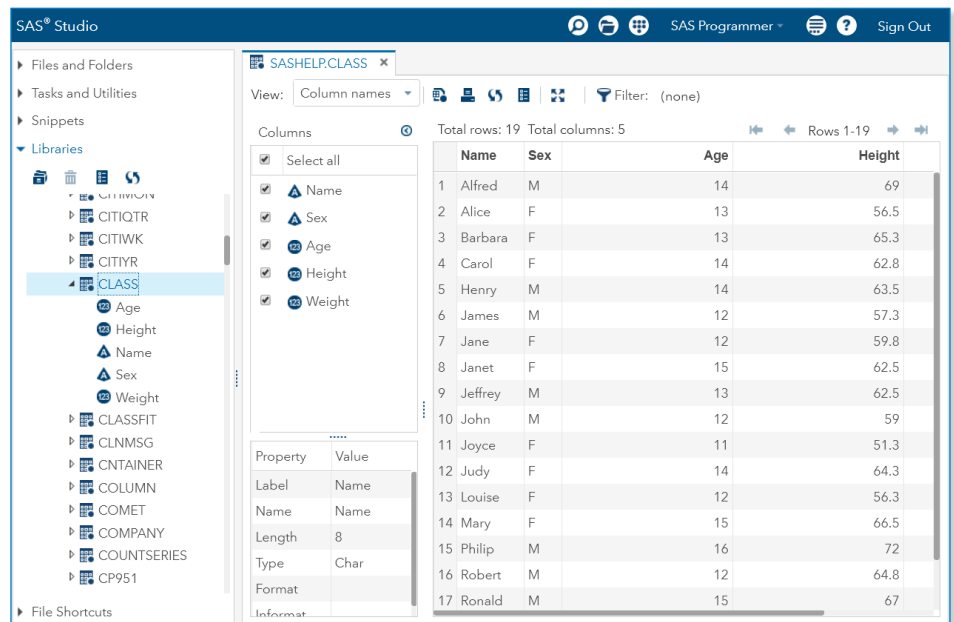 SAS® Studio
SAS Programmer
Sign Out
Files and Folders
Tasks and Utilities
Snippets
Libraries
CITIMON
CITIQTR
CITIWK
CITIYR
CLASS
Age
Height
Name
Sex
Weight
CLASSFIT
CLNMSG
CNTAINER
COLUMN
COMET
COMPANY
COUNTSERIES
CP951
File Shortcuts
SASHELP.CLASS
View: Column names
Filter: (none)
Columns
Select all
Name
Sex
Age
Height
Weight
Property Value
Label Name
Name Name
Length 8
Type Char
Format
Informat
Total rows: 19 Total columns: 5
Rows 1-19
Name Sex Age Height
1 Alfred M 14 69
2 Alice F 13 56.5
3 Barbara F 13 65.3
4 Carol F 14 62.8
5 Henry M 14 63.5
6 James M 12 57.3
7 Jane F 12 59.8
8 Janet F 15 62.5
9 Jeffrey M 13 62.5
10 John M 12 59
11 Joyce F 11 51.3
12 Judy F 14 64.3
13 Louise F 12 56.3
14 Mary F 15 66.5
15 Philip M 16 72
16 Robert M 12 64.8
17 Ronald M 15 67